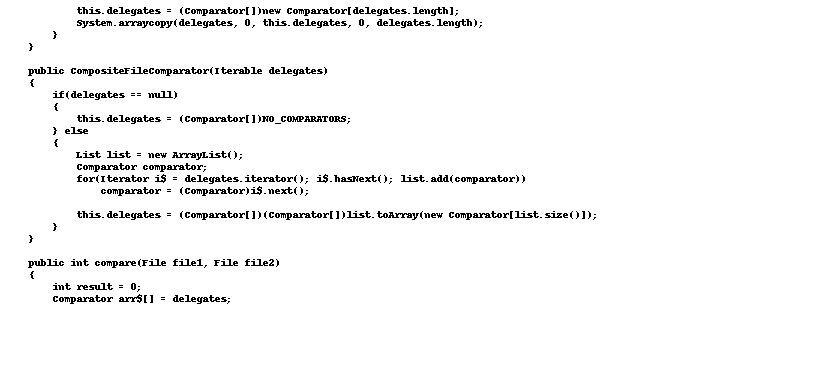 this.delegates = (Comparator[])new Comparator[delegates.length];
System.arraycopy(delegates, 0, this.delegates, 0, delegates.length);
}
}
public CompositeFileComparator(Iterable delegates)
{
if(delegates == null)
{
this.delegates = (Comparator[])NO_COMPARATORS;
} else
{
List list = new ArrayList();
Comparator comparator;
for(Iterator i$ = delegates.iterator(); i$.hasNext(); list.add(comparator))
comparator = (Comparator)i$.next();
this.delegates = (Comparator[])(Comparator[])list.toArray(new Comparator[list.size()]);
}
}
public int compare(File file1, File file2)
{
int result = 0;
Comparator arr$[] = delegates;